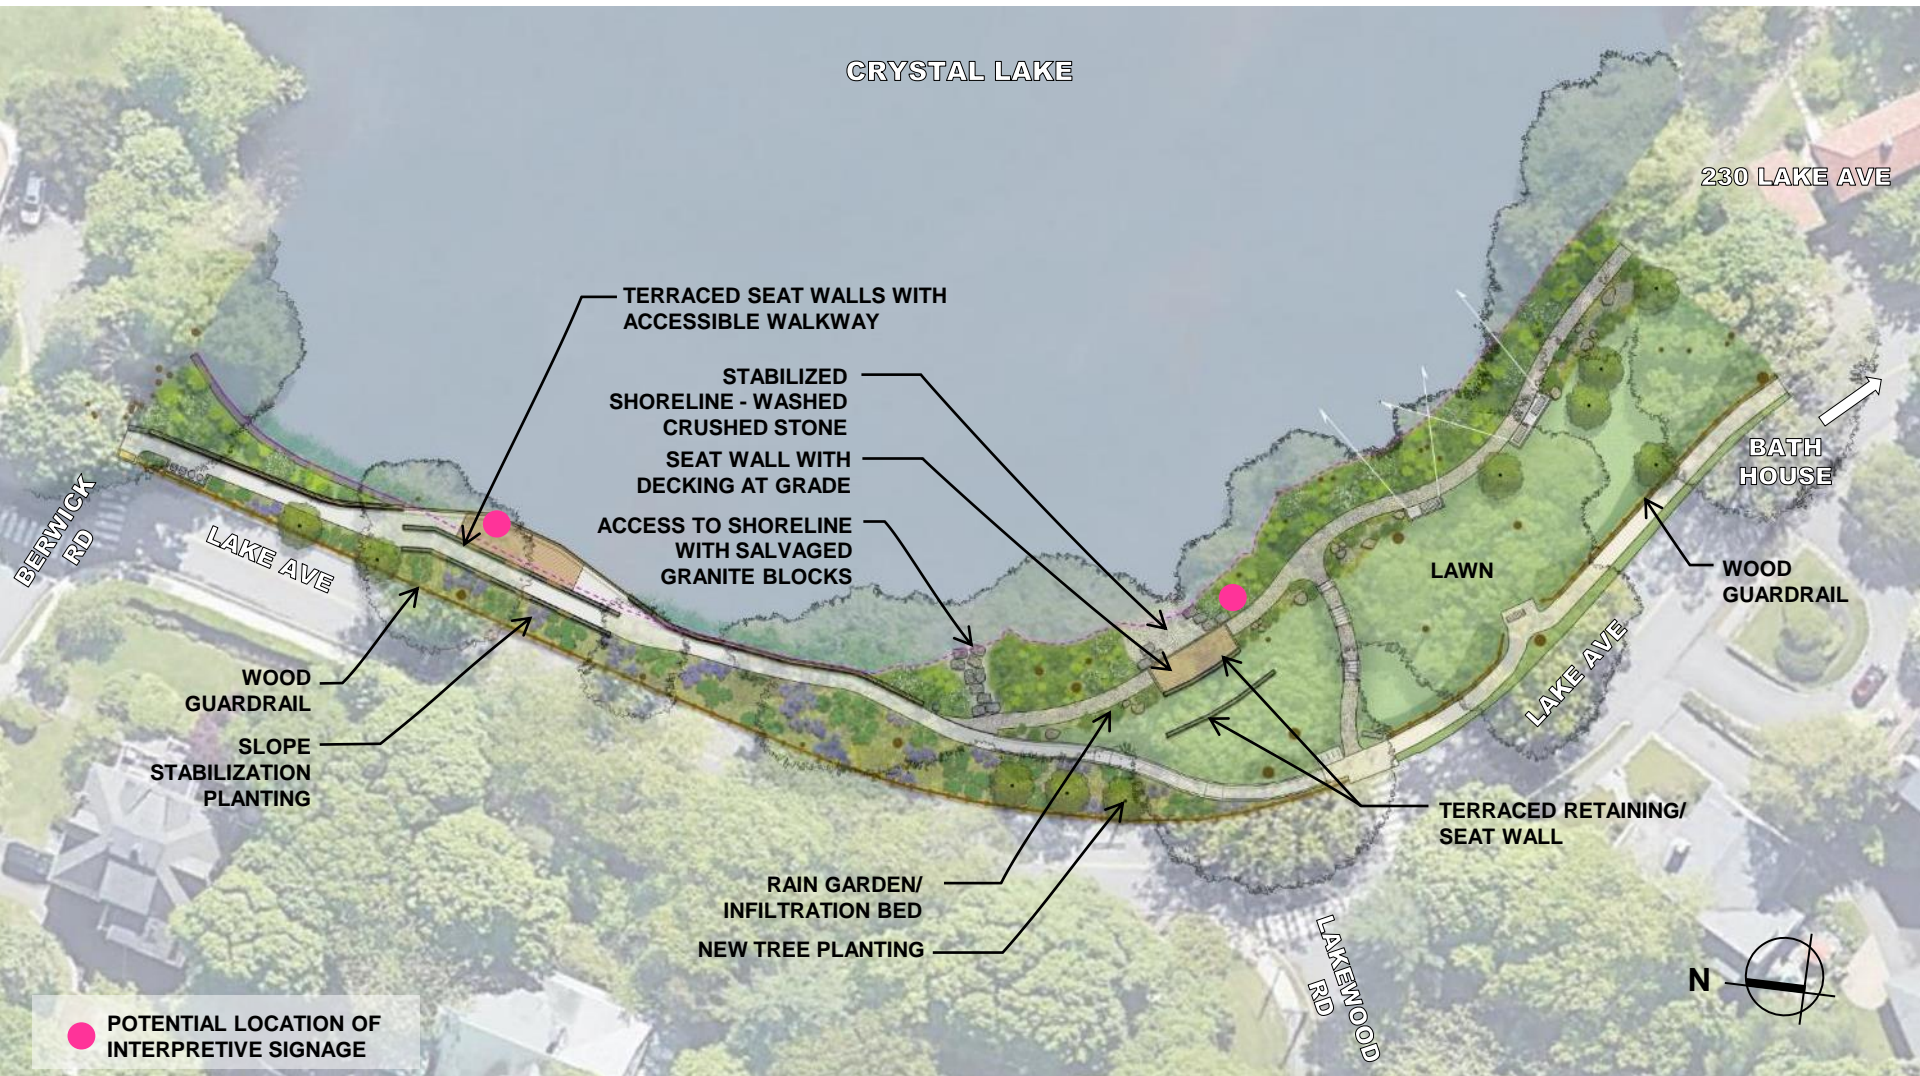 CRYSTAL LAKE
230 LAKE AVE
TERRACED SEAT WALLS WITH
ACCESSIBLE WALKWAY
STABILIZED
SHORELINE - WASHED
CRUSHED STONE
SEAT WALL WITH
DECKING AT GRADE
ACCESS TO SHORELINE
WITH SALVAGED
GRANITE BLOCKS
BATH
HOUSE
BERWICK
RD
LAKE AVE
LAWN
WOOD
GUARDRAIL
LAKE AVE
WOOD
GUARDRAIL
SLOPE
STABILIZATION
PLANTING
TERRACED RETAINING/
SEAT WALL
RAIN GARDEN/
INFILTRATION BED
NEW TREE PLANTING
LAKEWOOD
RD
N
POTENTIAL LOCATION OF
INTERPRETIVE SIGNAGE